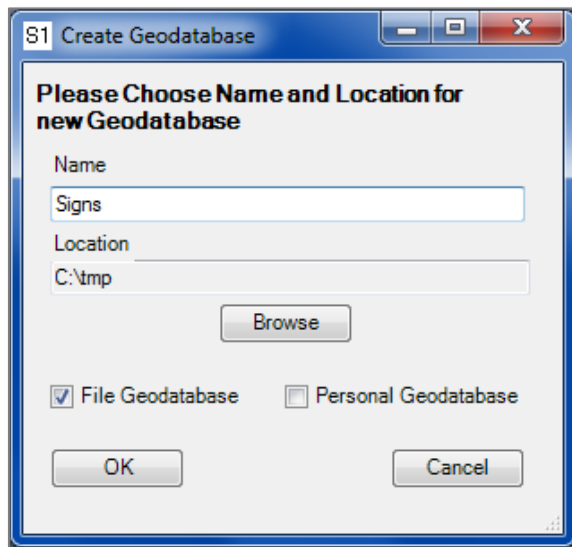 S1 Create Geodatabase
Please Choose Name and Location for
new Geodatabase
Name
Signs
Location
C:\tmp
Browse
File Geodatabase Personal Geodatabase
OK Cancel